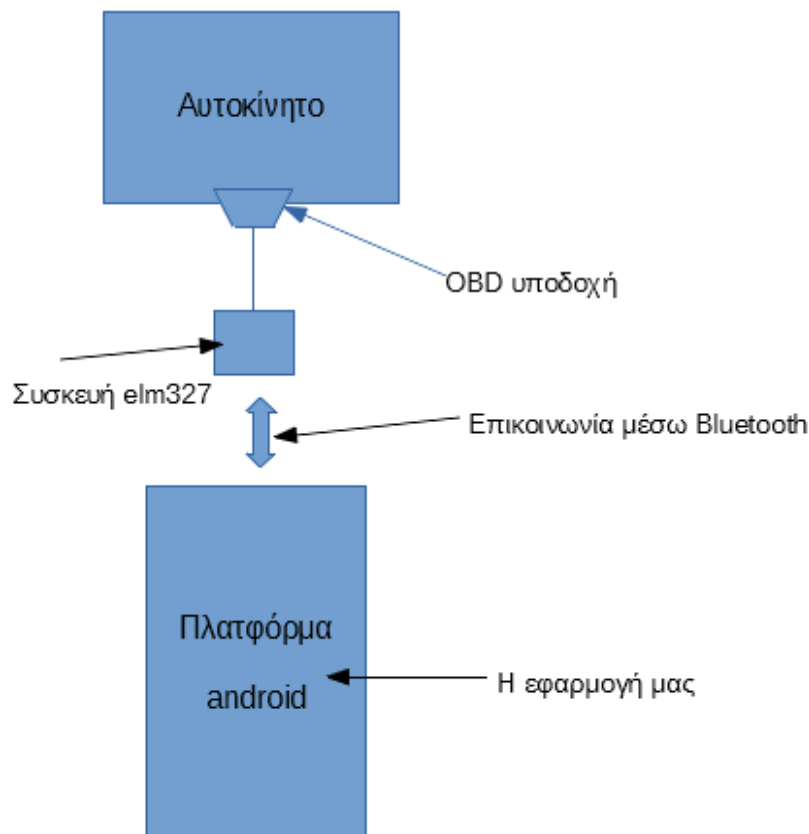 Αυτοκίνητο
OBD υποδοχή
Συσκευή elm327
Επικοινωνία μέσω Bluetooth
Πλατφόρμα
android
Η εφαρμογή μας